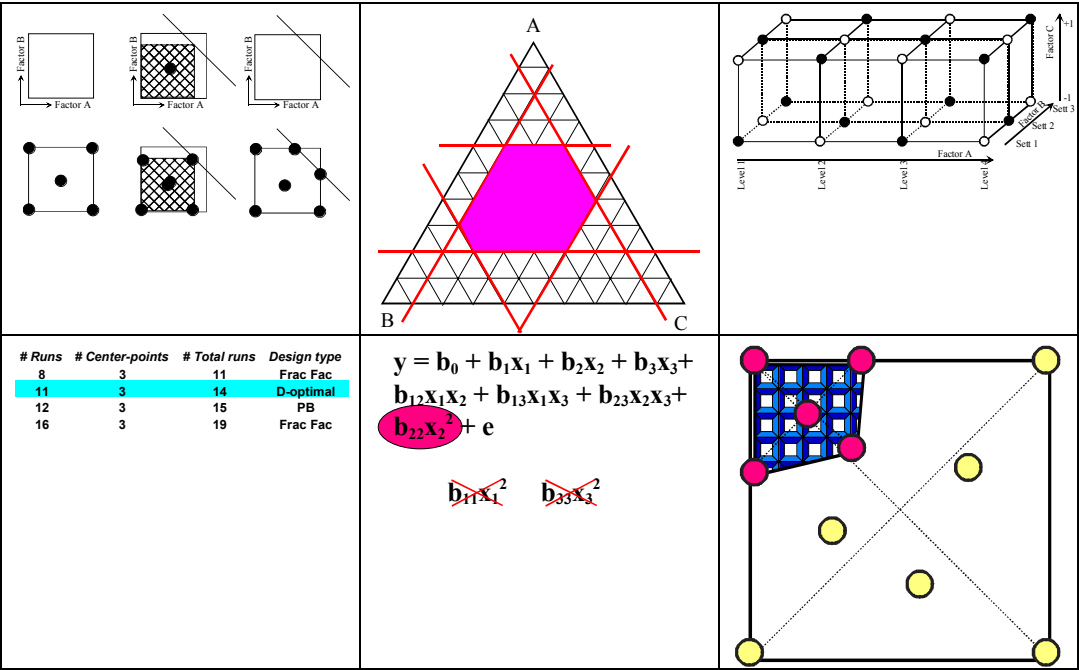 Factor B
Factor A
Factor B
Factor A
Factor B
Factor A
A
B
C
Factor C
+1
-1
Factor B
Sett 3
Sett 2
Sett 1
Factor A
Level 1
Level 2
Level 3
Level 4
# Runs # Center-points # Total runs Design type
8 3 11 Frac Fac
11 3 14 D-optimal
12 3 15 PB
16 3 19 Frac Fac
y = b₀ + b₁x₁ + b₂x₂ + b₃x₃+
b₁₂x₁x₂ + b₁₃x₁x₃ + b₂₃x₂x₃+
b₂₂x₂² + e
b₁₁x₁² b₃₃x₃²